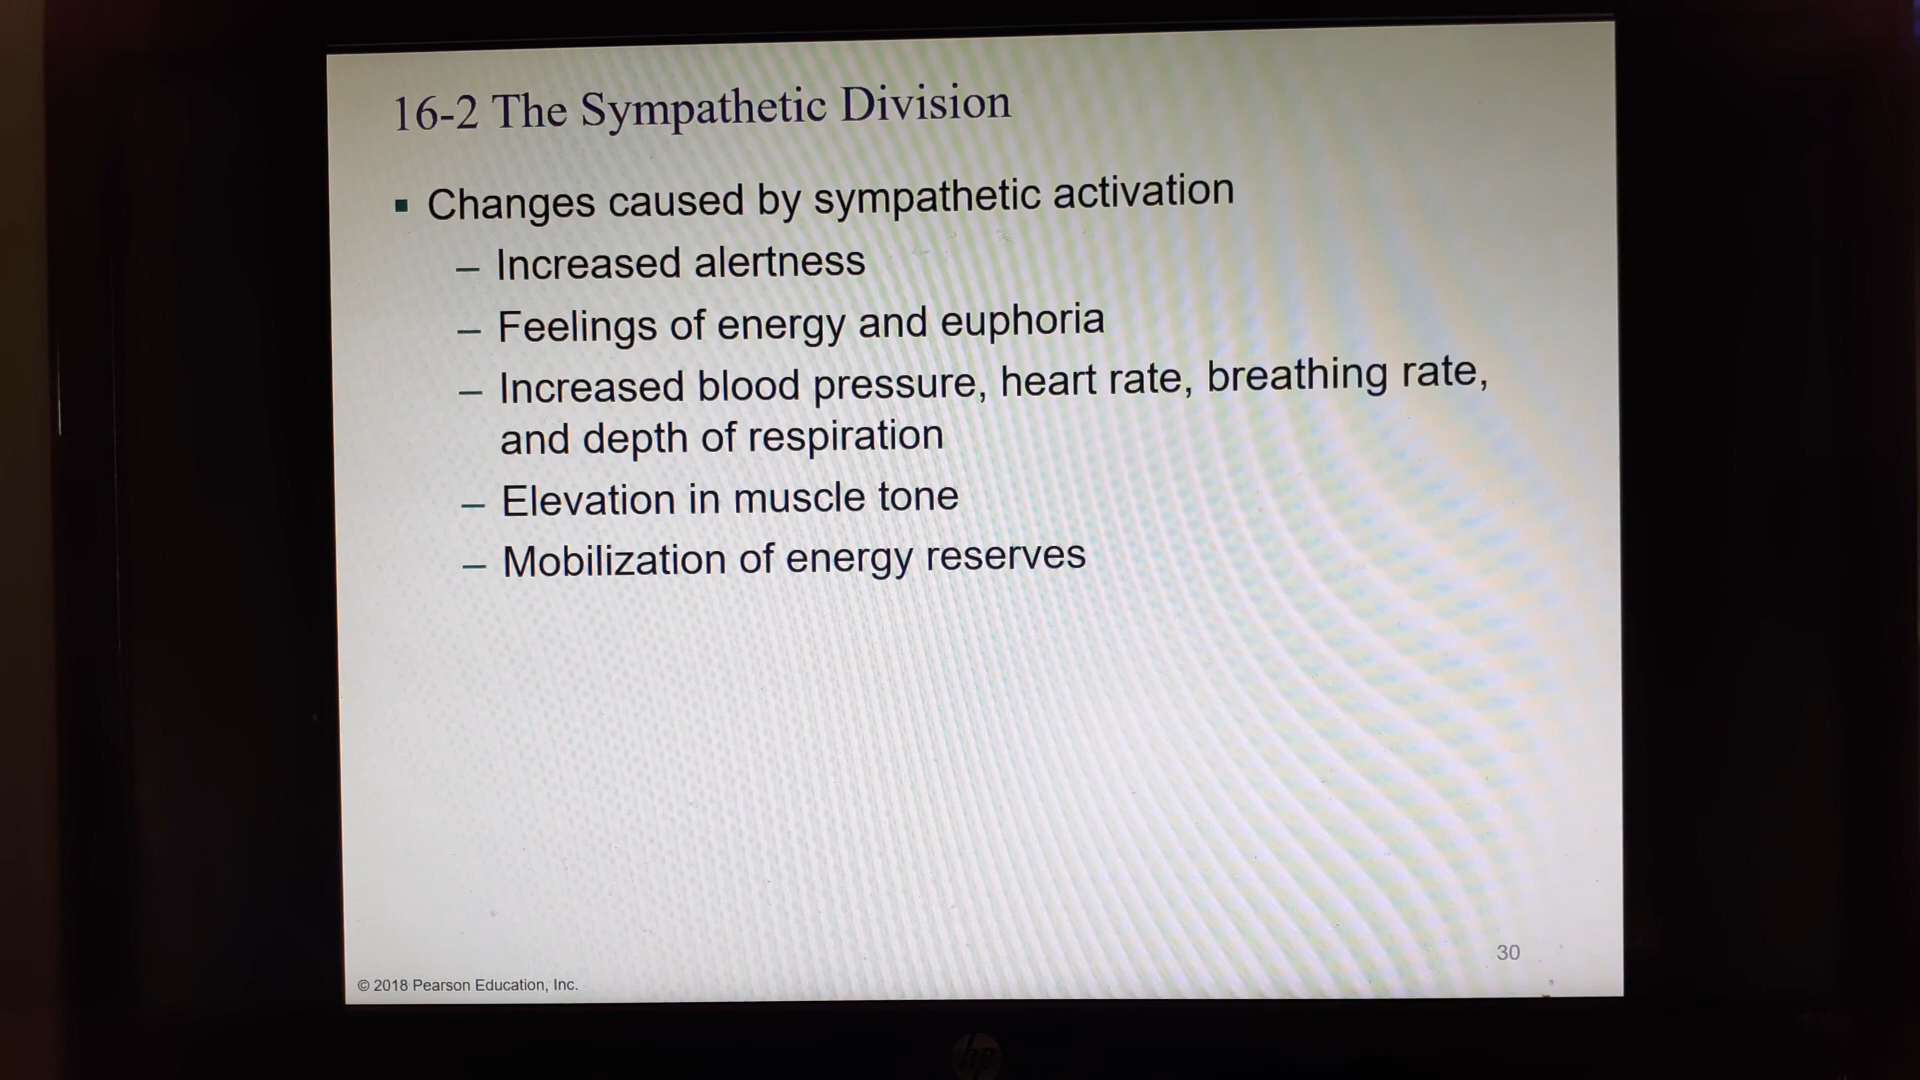 16-2 The Sympathetic Division
▪ Changes caused by sympathetic activation
– Increased alertness
– Feelings of energy and euphoria
– Increased blood pressure, heart rate, breathing rate,
and depth of respiration
– Elevation in muscle tone
– Mobilization of energy reserves
30
© 2018 Pearson Education, Inc.
hp